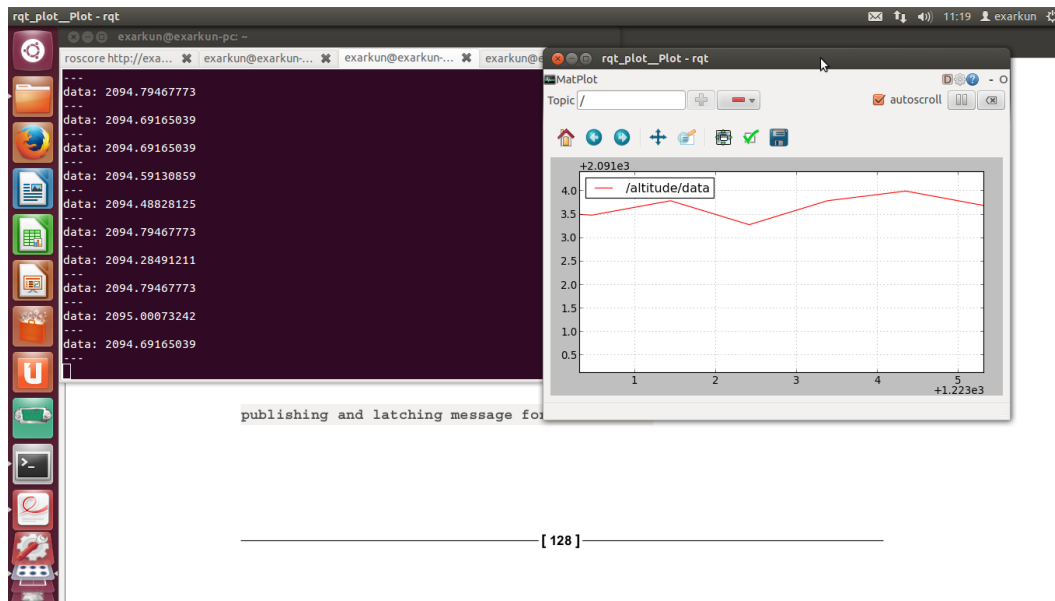 rqt_plot__Plot - rqt
11:19 exarkun
exarkun@exarkun-pc: ~
roscore http://exa... exarkun@exarkun-... exarkun@exarkun-... exarkun@e
---
data: 2094.79467773
---
data: 2094.69165039
---
data: 2094.69165039
---
data: 2094.59130859
---
data: 2094.48828125
---
data: 2094.79467773
---
data: 2094.28491211
---
data: 2094.79467773
---
data: 2095.00073242
---
data: 2094.69165039
---
rqt_plot__Plot - rqt
MatPlot D - O
Topic / autoscroll
+2.091e3
/altitude/data
4.0
3.5
3.0
2.5
2.0
1.5
1.0
0.5
1 2 3 4 5
+1.223e3
publishing and latching message for
[ 128 ]